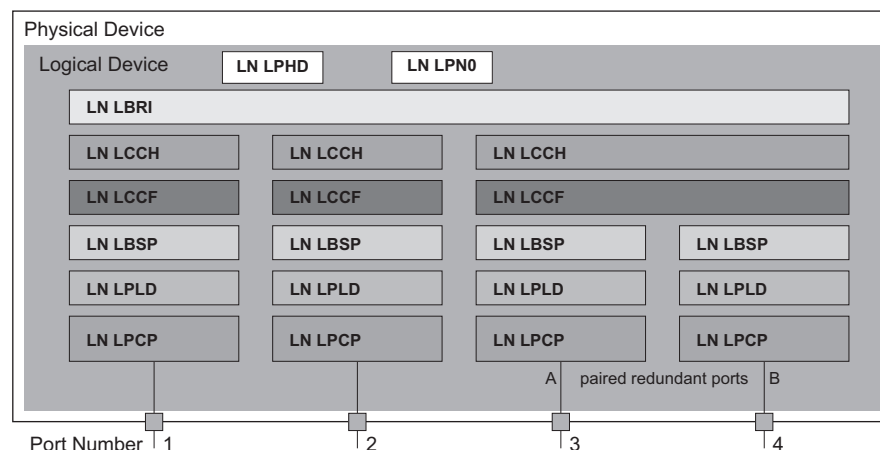 Physical Device
Logical Device LN LPHD LN LPN0
LN LBRI
LN LCCH LN LCCH LN LCCH
LN LCCF LN LCCF LN LCCF
LN LBSP LN LBSP LN LBSP LN LBSP
LN LPLD LN LPLD LN LPLD LN LPLD
LN LPCP LN LPCP LN LPCP LN LPCP
A paired redundant ports B
Port Number 1 2 3 4